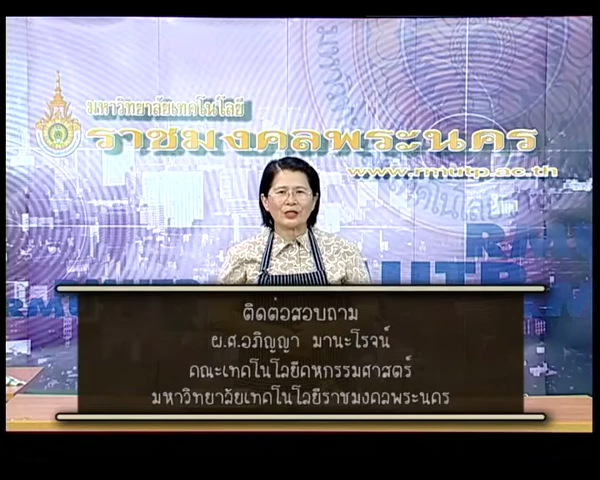 มหาวิทยาลัยเทคโนโลยี
ราชมงคลพระนคร
www.rmutp.ac.th
ติดต่อสอบถาม
ผ.ศ.อภิญญา มานะโรจน์
คณะเทคโนโลยีคหกรรมศาสตร์
มหาวิทยาลัยเทคโนโลยีราชมงคลพระนคร